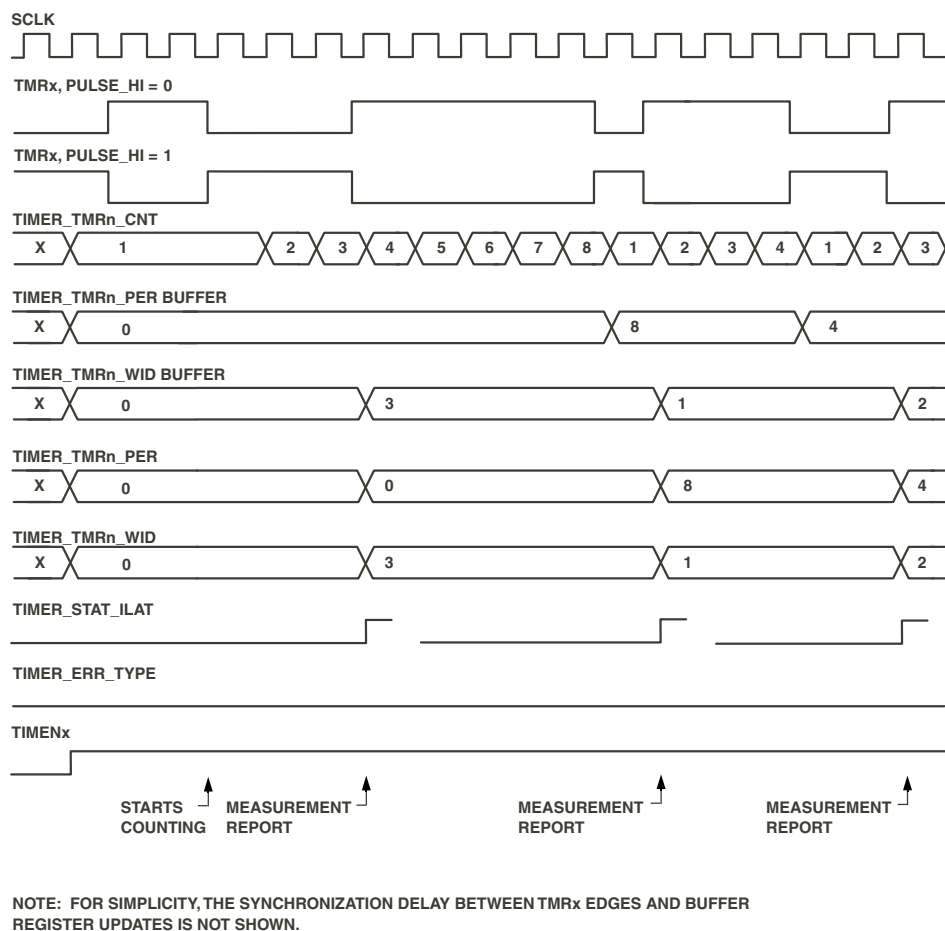 SCLK
TMRx, PULSE_HI = 0
TMRx, PULSE_HI = 1
TIMER_TMRn_CNT
X 1 2 3 4 5 6 7 8 1 2 3 4 1 2 3
TIMER_TMRn_PER BUFFER
X 0 8 4
TIMER_TMRn_WID BUFFER
X 0 3 1 2
TIMER_TMRn_PER
X 0 0 8 4
TIMER_TMRn_WID
X 0 3 1 2
TIMER_STAT_ILAT
TIMER_ERR_TYPE
TIMENx
STARTS COUNTING
MEASUREMENT REPORT
MEASUREMENT REPORT
MEASUREMENT REPORT
NOTE: FOR SIMPLICITY, THE SYNCHRONIZATION DELAY BETWEEN TMRx EDGES AND BUFFER
REGISTER UPDATES IS NOT SHOWN.